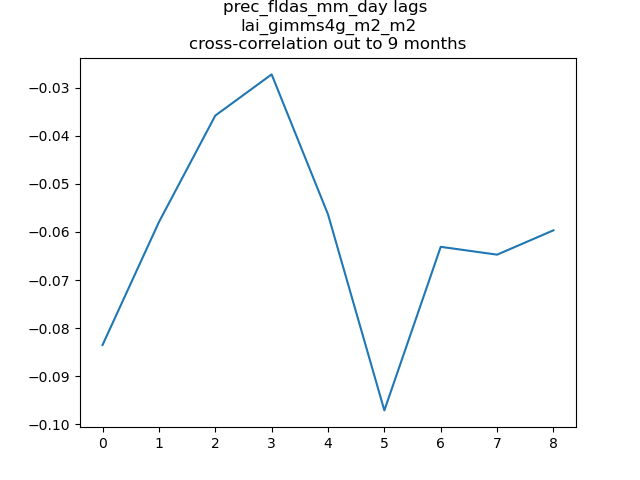 prec_fldas_mm_day lags
lai_gimms4g_m2_m2
cross-correlation out to 9 months
−0.03
−0.04
−0.05
−0.06
−0.07
−0.08
−0.09
−0.10
0 1 2 3 4 5 6 7 8